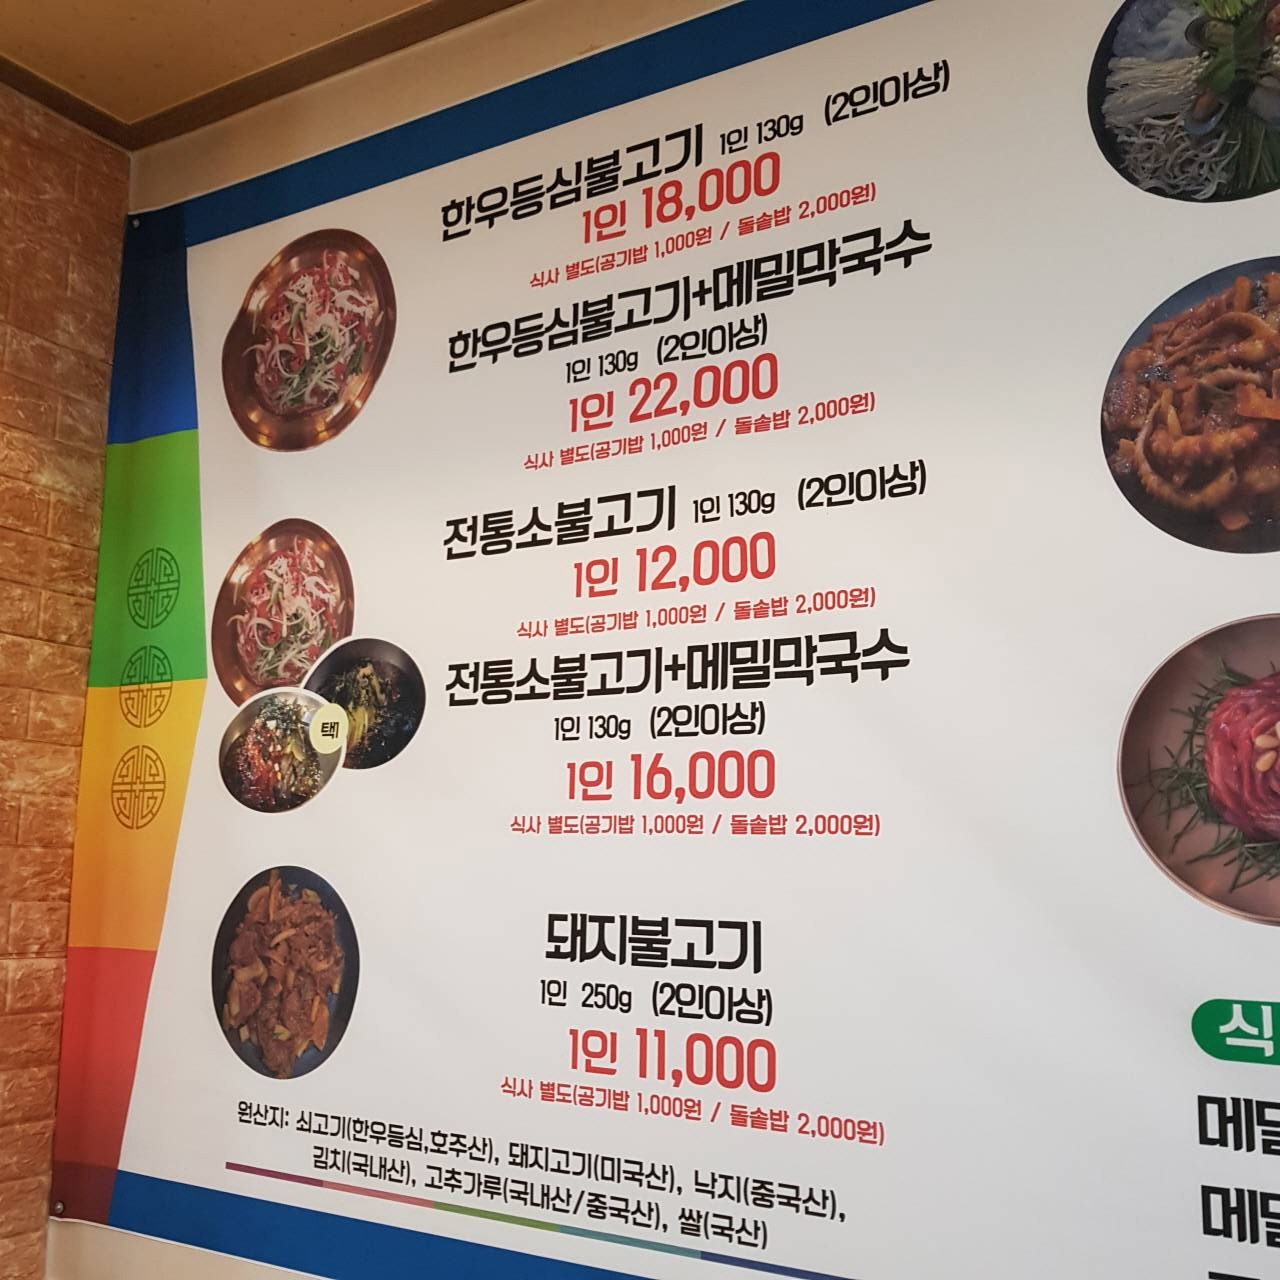 한우등심불고기 1인 130g (2인이상)
1인 18,000
식사 별도(공기밥 1,000원 / 돌솥밥 2,000원)
한우등심불고기+메밀막국수
1인 130g (2인이상)
1인 22,000
식사 별도(공기밥 1,000원 / 돌솥밥 2,000원)
전통소불고기 1인 130g (2인이상)
1인 12,000
식사 별도(공기밥 1,000원 / 돌솥밥 2,000원)
전통소불고기+메밀막국수
1인 130g (2인이상)
택1
1인 16,000
식사 별도(공기밥 1,000원 / 돌솥밥 2,000원)
돼지불고기
1인 250g (2인이상)
1인 11,000
식사 별도(공기밥 1,000원 / 돌솥밥 2,000원)
원산지: 쇠고기(한우등심,호주산), 돼지고기(미국산), 낙지(중국산),
김치(국내산), 고추가루(국내산/중국산), 쌀(국산)
식
메밀
메밀